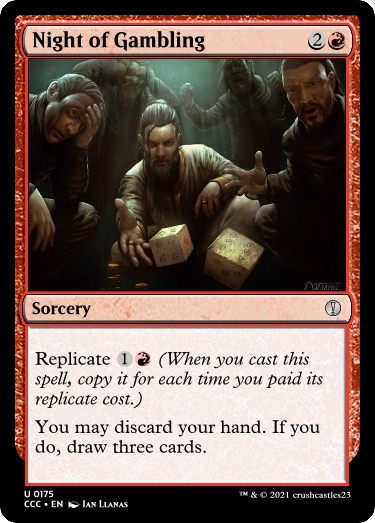 Night of Gambling 2
Sorcery
Replicate 1 (When you cast this
spell, copy it for each time you paid its
replicate cost.)
You may discard your hand. If you
do, draw three cards.
U 0175
CCC • EN Ian Llanas
™ & © 2021 crushcastles23